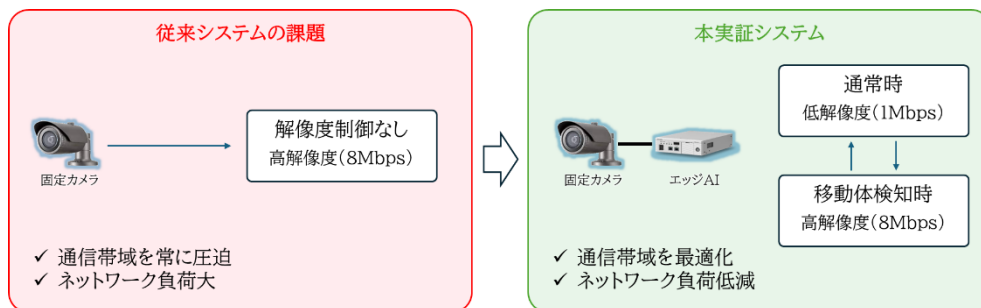 従来システムの課題
固定カメラ
解像度制御なし
高解像度(8Mbps)
✓ 通信帯域を常に圧迫
✓ ネットワーク負荷大
本実証システム
固定カメラ
エッジAI
通常時
低解像度(1Mbps)
移動体検知時
高解像度(8Mbps)
✓ 通信帯域を最適化
✓ ネットワーク負荷低減